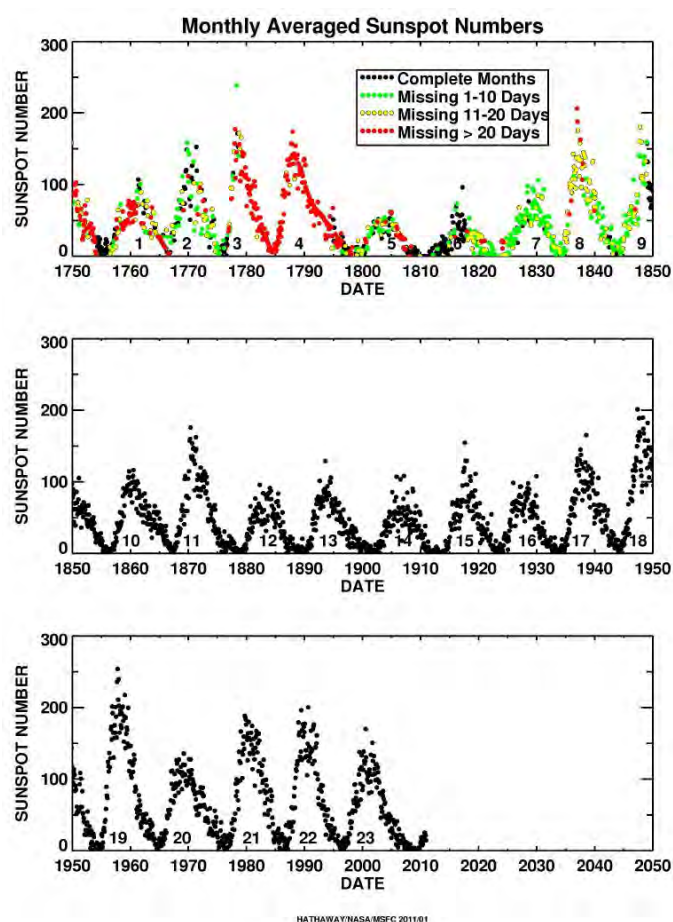 Monthly Averaged Sunspot Numbers
300
200
100
0
SUNSPOT NUMBER
Complete Months
Missing 1-10 Days
Missing 11-20 Days
Missing > 20 Days
1 2 3 4 5 6 7 8 9
1750 1760 1770 1780 1790 1800 1810 1820 1830 1840 1850
DATE
300
200
100
0
SUNSPOT NUMBER
10 11 12 13 14 15 16 17 18
1850 1860 1870 1880 1890 1900 1910 1920 1930 1940 1950
DATE
300
200
100
0
SUNSPOT NUMBER
19 20 21 22 23
1950 1960 1970 1980 1990 2000 2010 2020 2030 2040 2050
DATE
HATHAWAY/NASA/MSFC 2011/01